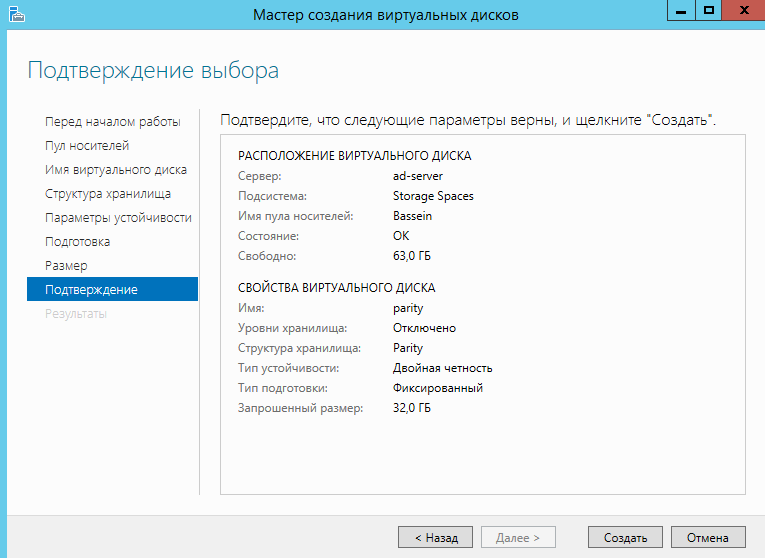 Мастер создания виртуальных дисков
Подтверждение выбора
Перед началом работы
Пул носителей
Имя виртуального диска
Структура хранилища
Параметры устойчивости
Подготовка
Размер
Подтверждение
Результаты
Подтвердите, что следующие параметры верны, и щелкните "Создать".
РАСПОЛОЖЕНИЕ ВИРТУАЛЬНОГО ДИСКА
Сервер: ad-server
Подсистема: Storage Spaces
Имя пула носителей: Bassein
Состояние: ОК
Свободно: 63,0 ГБ
СВОЙСТВА ВИРТУАЛЬНОГО ДИСКА
Имя: parity
Уровни хранилища: Отключено
Структура хранилища: Parity
Тип устойчивости: Двойная четность
Тип подготовки: Фиксированный
Запрошенный размер: 32,0 ГБ
< Назад Далее > Создать Отмена